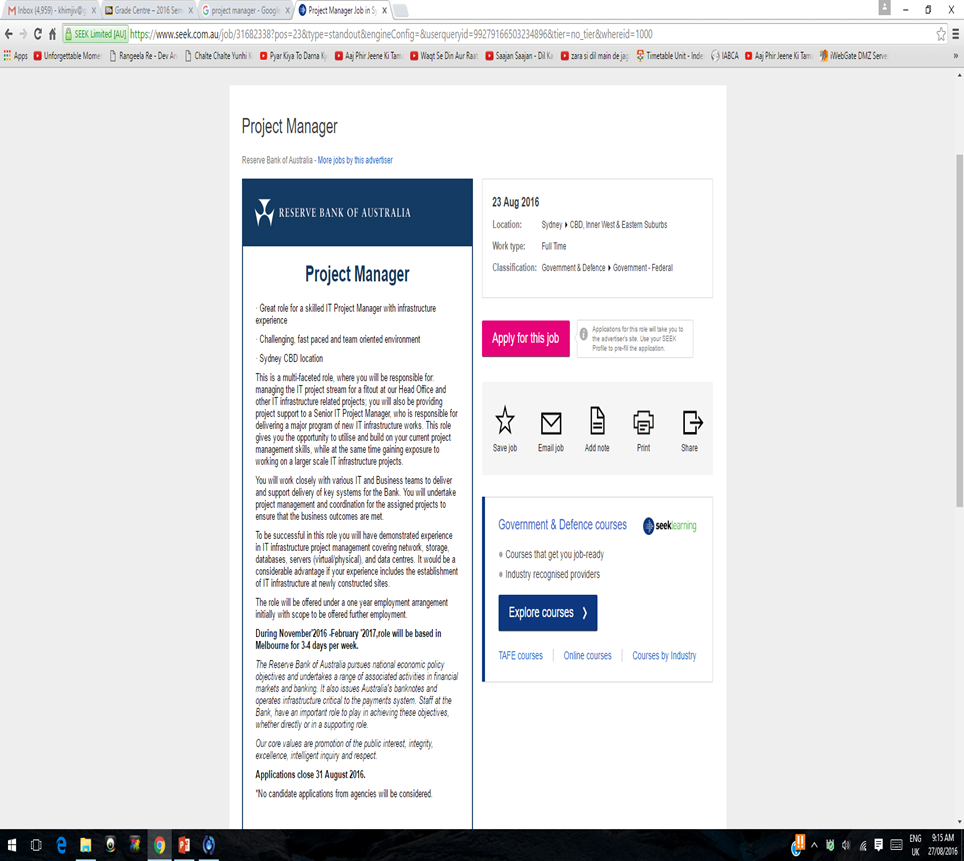 Inbox (4,959) - khimjiv@g
Grade Centre – 2016 Sem
project manager - Google
Project Manager Job in Sy
SEEK Limited [AU] https://www.seek.com.au/job/31682338?pos=23&type=standout&engineConfig=&userqueryid=99279166503234896&tier=no_tier&whereid=1000
Apps Unforgettable Mome Rangeela Re - Dev An Chalte Chalte Yunhi K Pyar Kiya To Darna Ky Aaj Phir Jeene Ki Tam Waqt Se Din Aur Raat Saajan Saajan - Dil Ka zara si dil main de jag Timetable Unit - Inde IABCA Aaj Phir Jeene Ki Tam iWebGate DMZ Serve
Project Manager
Reserve Bank of Australia - More jobs by this advertiser
RESERVE BANK OF AUSTRALIA
Project Manager
· Great role for a skilled IT Project Manager with infrastructure
experience
· Challenging, fast paced and team oriented environment
· Sydney CBD location
This is a multi-faceted role, where you will be responsible for:
managing the IT project stream for a fitout at our Head Office and
other IT infrastructure related projects; you will also be providing
project support to a Senior IT Project Manager, who is responsible for
delivering a major program of new IT infrastructure works. This role
gives you the opportunity to utilise and build on your current project
management skills, while at the same time gaining exposure to
working on a larger scale IT infrastructure projects.
You will work closely with various IT and Business teams to deliver
and support delivery of key systems for the Bank. You will undertake
project management and coordination for the assigned projects to
ensure that the business outcomes are met.
To be successful in this role you will have demonstrated experience
in IT infrastructure project management covering network, storage,
databases, servers (virtual/physical), and data centres. It would be a
considerable advantage if your experience includes the establishment
of IT infrastructure at newly constructed sites.
The role will be offered under a one year employment arrangement
initially with scope to be offered further employment.
During November'2016 -February '2017,role will be based in
Melbourne for 3-4 days per week.
The Reserve Bank of Australia pursues national economic policy
objectives and undertakes a range of associated activities in financial
markets and banking. It also issues Australia's banknotes and
operates infrastructure critical to the payments system. Staff at the
Bank, have an important role to play in achieving these objectives,
whether directly or in a supporting role.
Our core values are promotion of the public interest, integrity,
excellence, intelligent inquiry and respect.
Applications close 31 August 2016.
*No candidate applications from agencies will be considered.
23 Aug 2016
Location: Sydney CBD, Inner West & Eastern Suburbs
Work type: Full Time
Classification: Government & Defence Government - Federal
Apply for this job
Applications for this role will take you to
the advertiser's site. Use your SEEK
Profile to pre-fill the application.
Save job
Email job
Add note
Print
Share
Government & Defence courses
seeklearning
Courses that get you job-ready
Industry recognised providers
Explore courses
TAFE courses
Online courses
Courses by Industry
ENG
UK
9:15 AM
27/08/2016